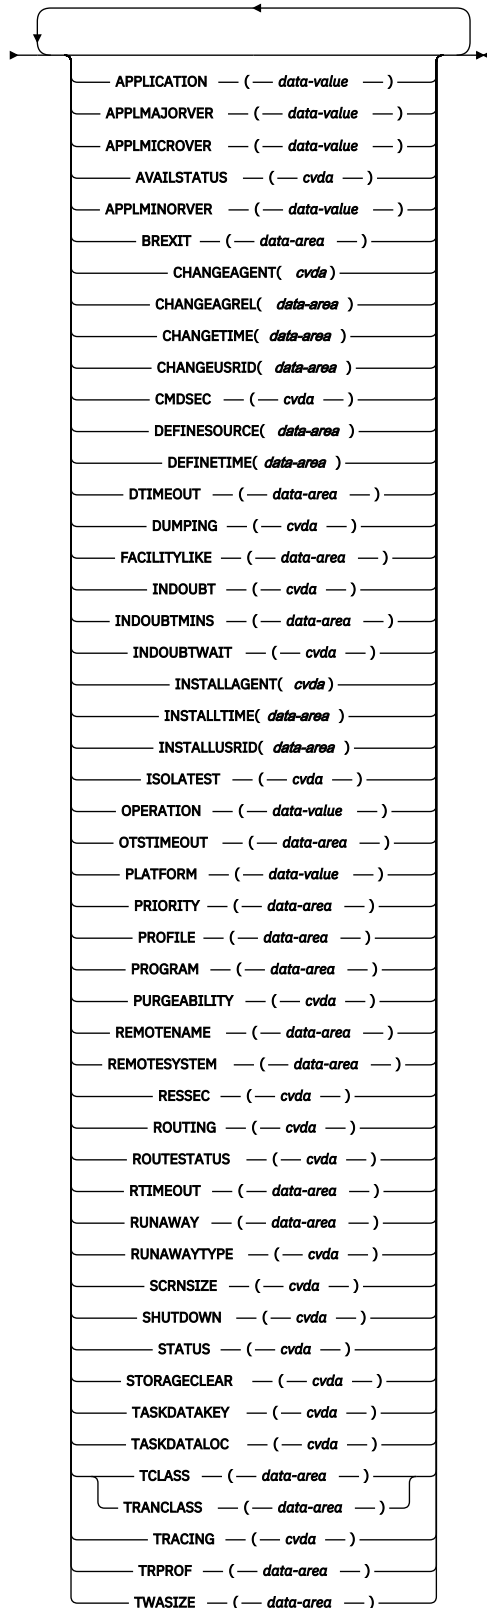 APPLICATION ( data-value )
APPLMAJORVER ( data-value )
APPLMICROVER ( data-value )
AVAILSTATUS ( cvda )
APPLMINORVER ( data-value )
BREXIT ( data-area )
CHANGEAGENT( cvda )
CHANGEAGREL( data-area )
CHANGETIME( data-area )
CHANGEUSRID( data-area )
CMDSEC ( cvda )
DEFINESOURCE( data-area )
DEFINETIME( data-area )
DTIMEOUT ( data-area )
DUMPING ( cvda )
FACILITYLIKE ( data-area )
INDOUBT ( cvda )
INDOUBTMINS ( data-area )
INDOUBTWAIT ( cvda )
INSTALLAGENT( cvda )
INSTALLTIME( data-area )
INSTALLUSRID( data-area )
ISOLATEST ( cvda )
OPERATION ( data-value )
OTSTIMEOUT ( data-area )
PLATFORM ( data-value )
PRIORITY ( data-area )
PROFILE ( data-area )
PROGRAM ( data-area )
PURGEABILITY ( cvda )
REMOTENAME ( data-area )
REMOTESYSTEM ( data-area )
RESSEC ( cvda )
ROUTING ( cvda )
ROUTESTATUS ( cvda )
RTIMEOUT ( data-area )
RUNAWAY ( data-area )
RUNAWAYTYPE ( cvda )
SCRNSIZE ( cvda )
SHUTDOWN ( cvda )
STATUS ( cvda )
STORAGECLEAR ( cvda )
TASKDATAKEY ( cvda )
TASKDATALOC ( cvda )
TCLASS ( data-area )
TRANCLASS ( data-area )
TRACING ( cvda )
TRPROF ( data-area )
TWASIZE ( data-area )